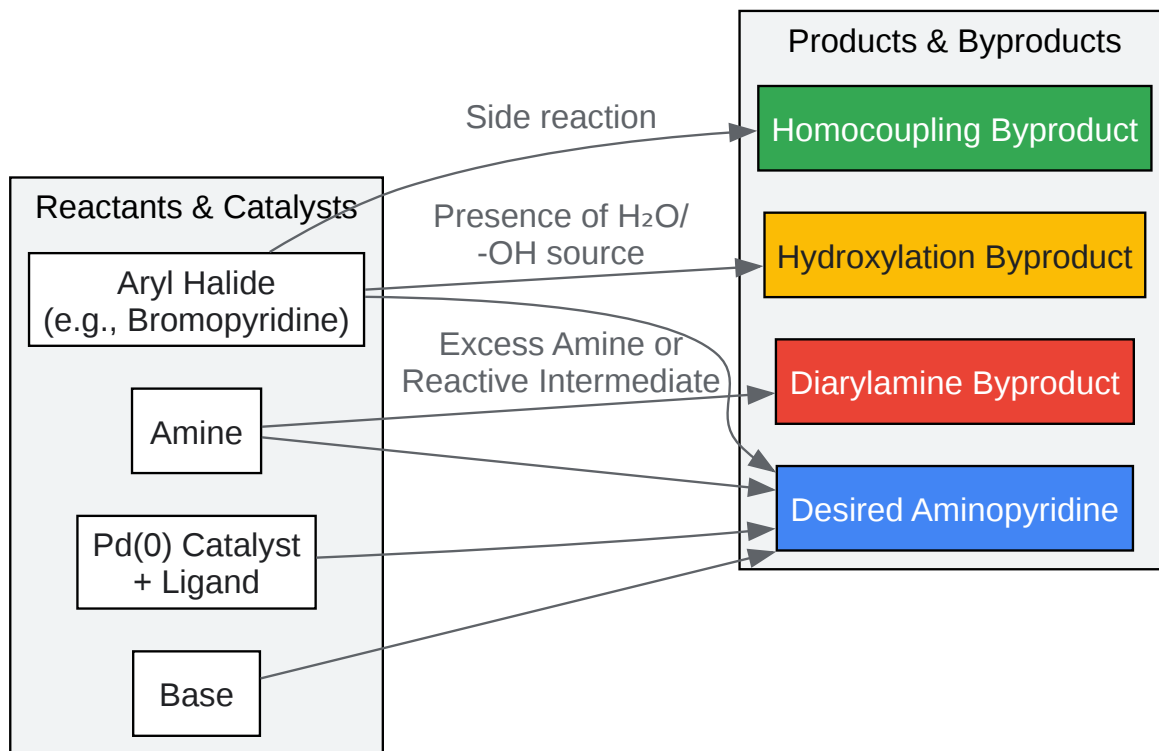 Products & Byproducts
Homocoupling Byproduct
Side reaction
Reactants & Catalysts
Presence of H₂O/
-OH source
Hydroxylation Byproduct
Aryl Halide
(e.g., Bromopyridine)
Excess Amine or
Reactive Intermediate
Diarylamine Byproduct
Amine
Desired Aminopyridine
Pd(0) Catalyst
+ Ligand
Base